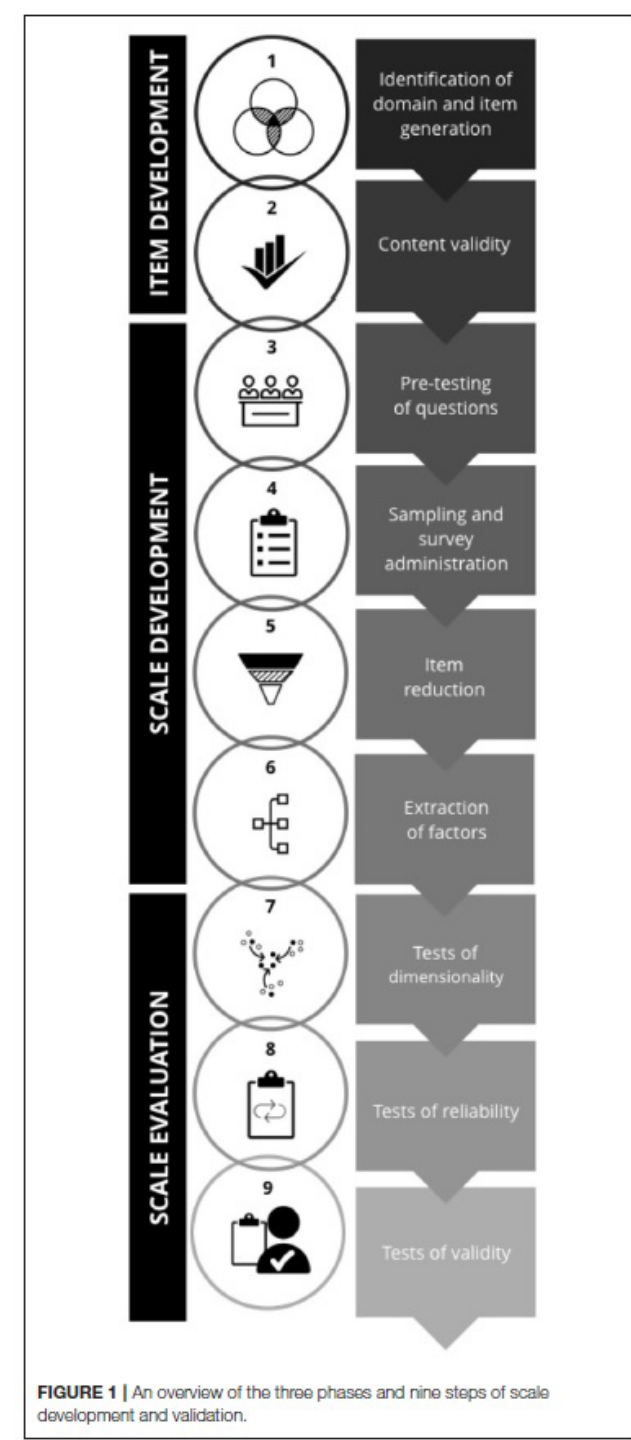 ITEM DEVELOPMENT
1
Identification of
domain and item
generation
2
Content validity
SCALE DEVELOPMENT
3
Pre-testing
of questions
4
Sampling and
survey
administration
5
Item
reduction
6
Extraction
of factors
SCALE EVALUATION
7
Tests of
dimensionality
8
Tests of reliability
9
Tests of validity
FIGURE 1 | An overview of the three phases and nine steps of scale
development and validation.